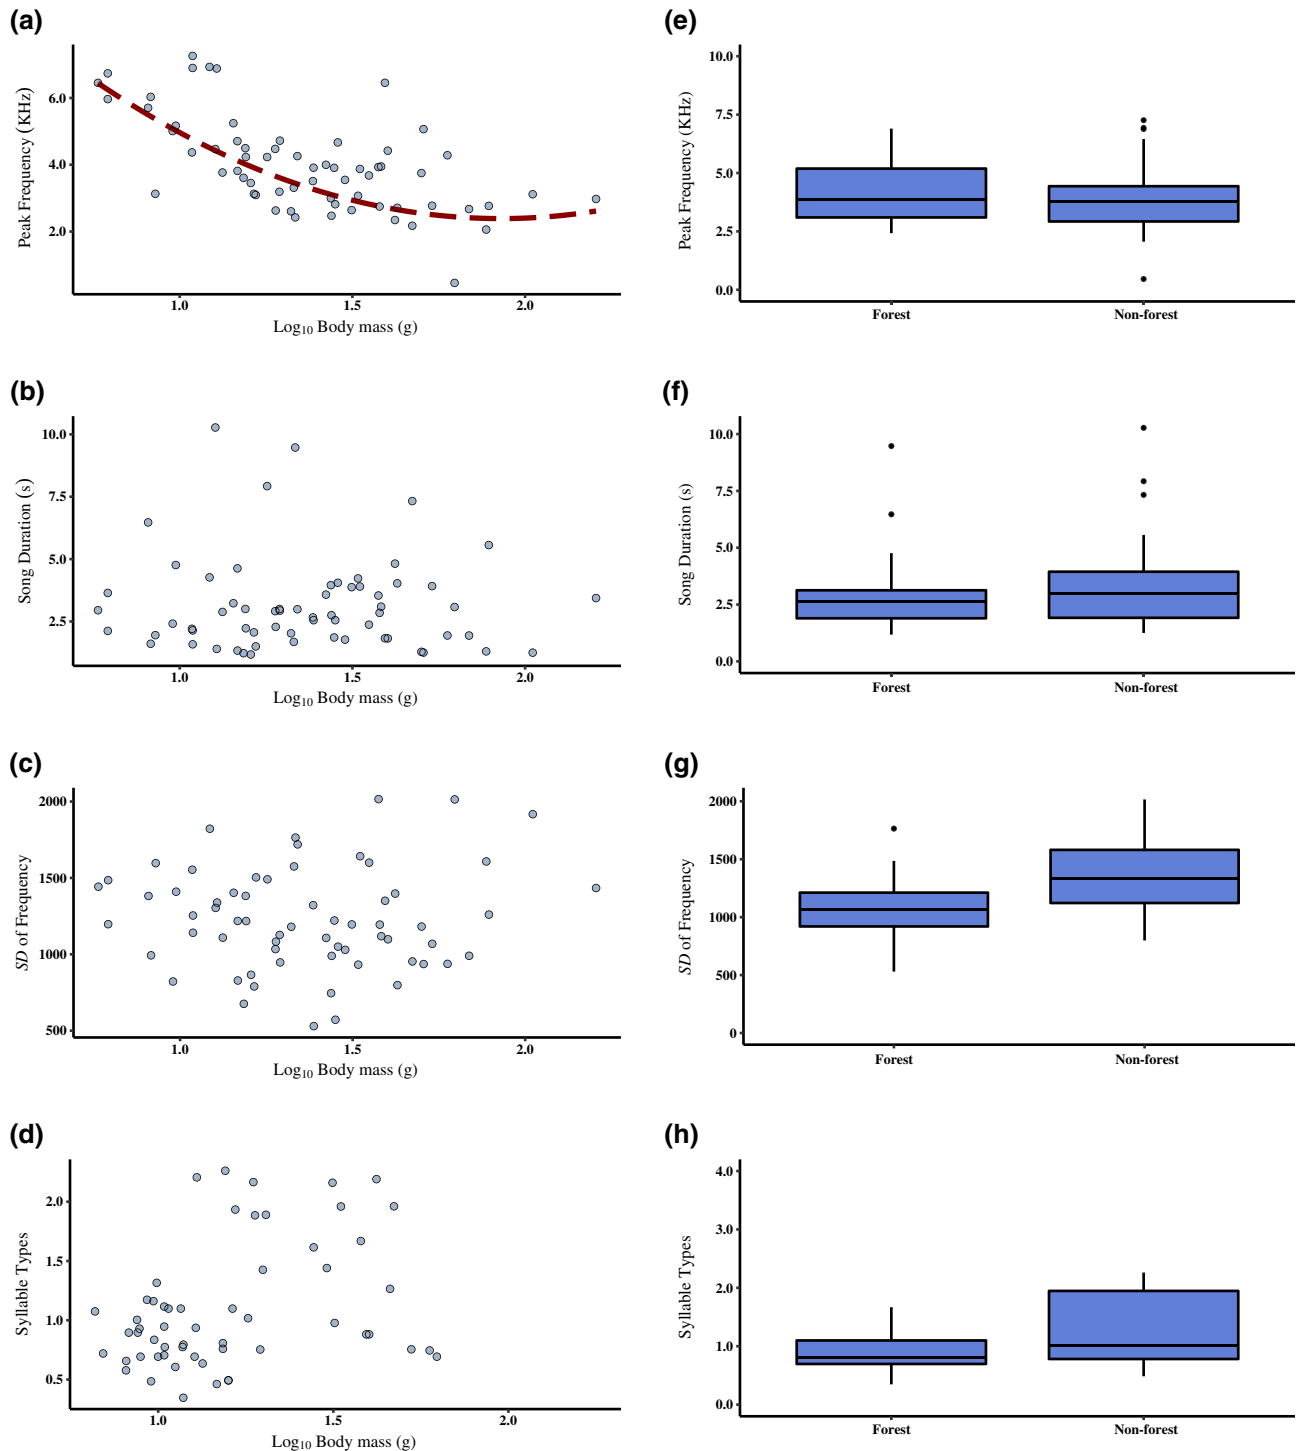 (a)
Peak Frequency (KHz)
6.0
4.0
2.0
1.0 1.5 2.0
Log10 Body mass (g)
(e)
Peak Frequency (KHz)
10.0
7.5
5.0
2.5
0.0
Forest Non-forest
(b)
Song Duration (s)
10.0
7.5
5.0
2.5
1.0 1.5 2.0
Log10 Body mass (g)
(f)
Song Duration (s)
10.0
7.5
5.0
2.5
0.0
Forest Non-forest
(c)
SD of Frequency
2000
1500
1000
500
1.0 1.5 2.0
Log10 Body mass (g)
(g)
SD of Frequency
2000
1500
1000
500
0
Forest Non-forest
(d)
Syllable Types
2.0
1.5
1.0
0.5
1.0 1.5 2.0
Log10 Body mass (g)
(h)
Syllable Types
4.0
3.0
2.0
1.0
0.0
Forest Non-forest